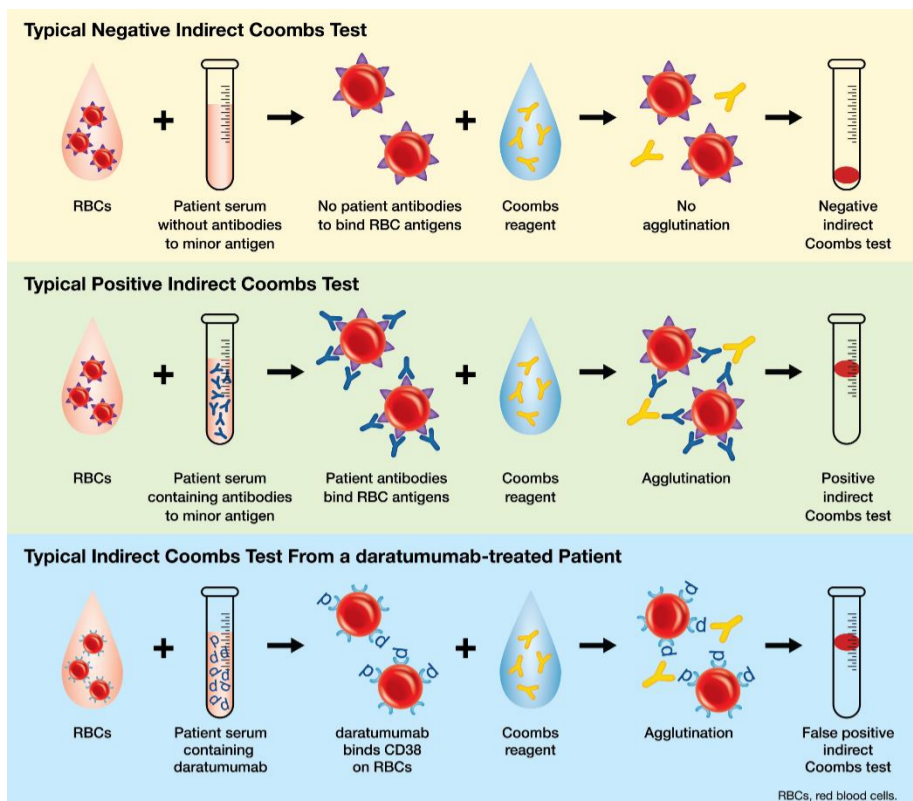 Typical Negative Indirect Coombs Test
RBCs
Patient serum
without antibodies
to minor antigen
No patient antibodies
to bind RBC antigens
Coombs
reagent
No
agglutination
Negative
indirect
Coombs test
Typical Positive Indirect Coombs Test
RBCs
Patient serum
containing antibodies
to minor antigen
Patient antibodies
bind RBC antigens
Coombs
reagent
Agglutination
Positive
indirect
Coombs test
Typical Indirect Coombs Test From a daratumumab-treated Patient
RBCs
Patient serum
containing
daratumumab
daratumumab
binds CD38
on RBCs
Coombs
reagent
Agglutination
False positive
indirect
Coombs test
RBCs, red blood cells.